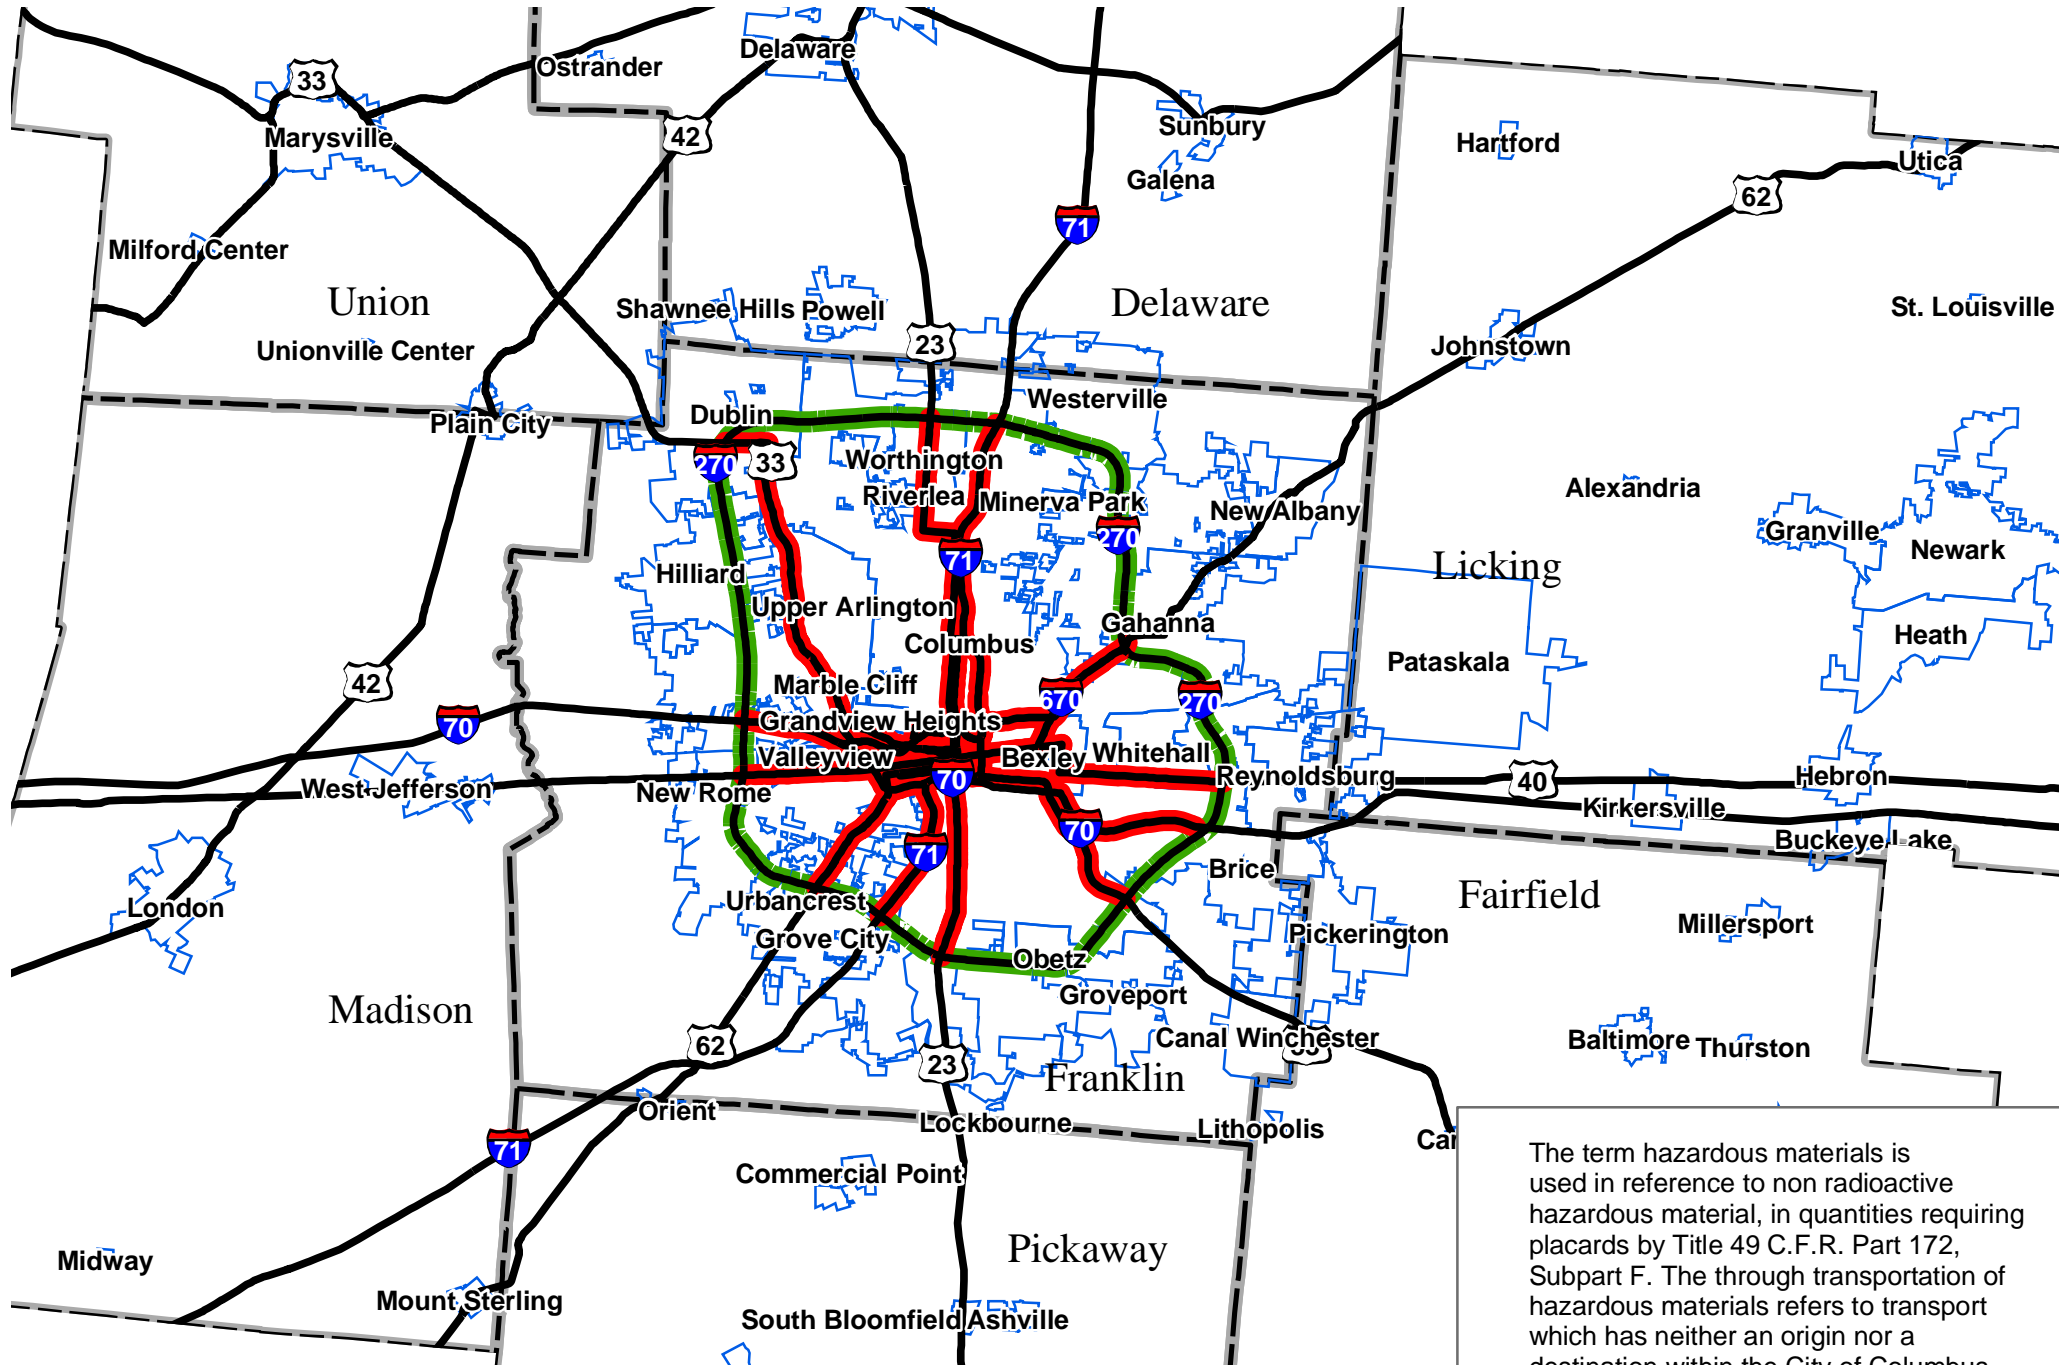 Delaware
Ostrander
33
Sunbury
42
Marysville
Hartford
Utica
Galena
62
71
Milford Center
Union
Delaware
Shawnee Hills
Powell
St. Louisville
23
Johnstown
Unionville Center
Westerville
Dublin
Plain City
Worthington
270
33
Alexandria
Riverlea
Minerva Park
New Albany
Granville
270
Newark
71
Licking
Hilliard
Upper Arlington
Gahanna
Heath
Columbus
Pataskala
42
Marble Cliff
670
270
Grandview Heights
70
Valleyview
Bexley
Whitehall
Reynoldsburg
Hebron
70
40
West Jefferson
New Rome
Kirkersville
70
Buckeye Lake
71
Brice
Fairfield
Urbancrest
London
Millersport
Grove City
Pickerington
Obetz
Groveport
Madison
Canal Winchester
Baltimore
Thurston
62
23
Franklin
Orient
Lockbourne
Lithopolis
Car
71
Commercial Point
Pickaway
Midway
Mount Sterling
South Bloomfield
Ashville
The term hazardous materials is
used in reference to non radioactive
hazardous material, in quantities requiring
placards by Title 49 C.F.R. Part 172,
Subpart F. The through transportation of
hazardous materials refers to transport
which has neither an origin nor a
destination within the City of Columbus